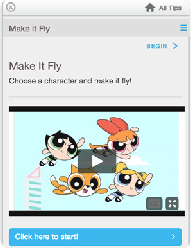 All Tips
Make It Fly
BEGIN
Make It Fly
Choose a character and make it fly!
Click here to start!